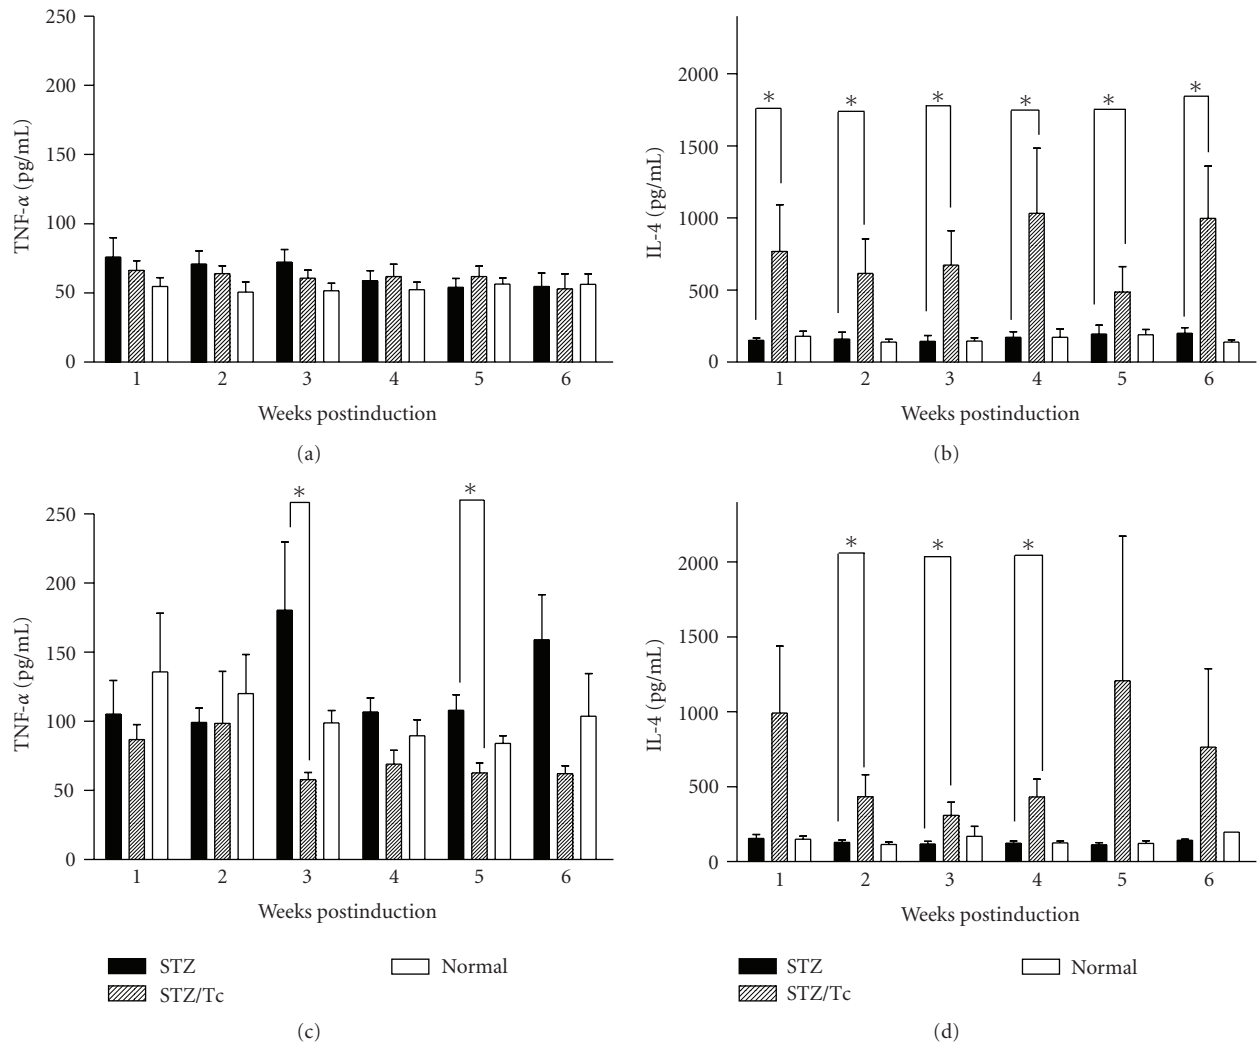 250
200
150
100
50
0
TNF-α (pg/mL)
1 2 3 4 5 6
Weeks postinduction
(a)
2000
1500
1000
500
0
IL-4 (pg/mL)
* * * * * *
1 2 3 4 5 6
Weeks postinduction
(b)
250
200
150
100
50
0
TNF-α (pg/mL)
* *
1 2 3 4 5 6
Weeks postinduction
STZ
STZ/Tc
Normal
(c)
2000
1500
1000
500
0
IL-4 (pg/mL)
* * *
1 2 3 4 5 6
Weeks postinduction
STZ
STZ/Tc
Normal
(d)